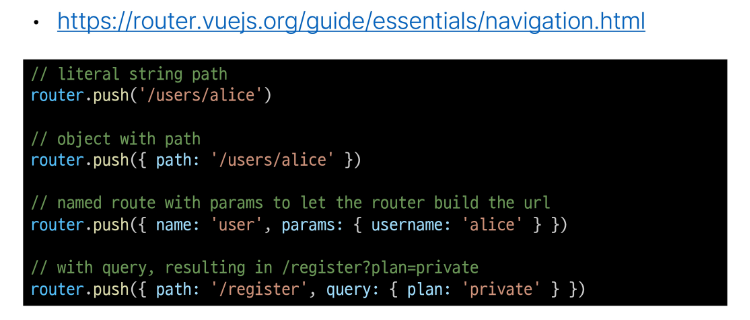 • https://router.vuejs.org/guide/essentials/navigation.html
// literal string path
router.push('/users/alice')
// object with path
router.push({ path: '/users/alice' })
// named route with params to let the router build the url
router.push({ name: 'user', params: { username: 'alice' } })
// with query, resulting in /register?plan=private
router.push({ path: '/register', query: { plan: 'private' } })